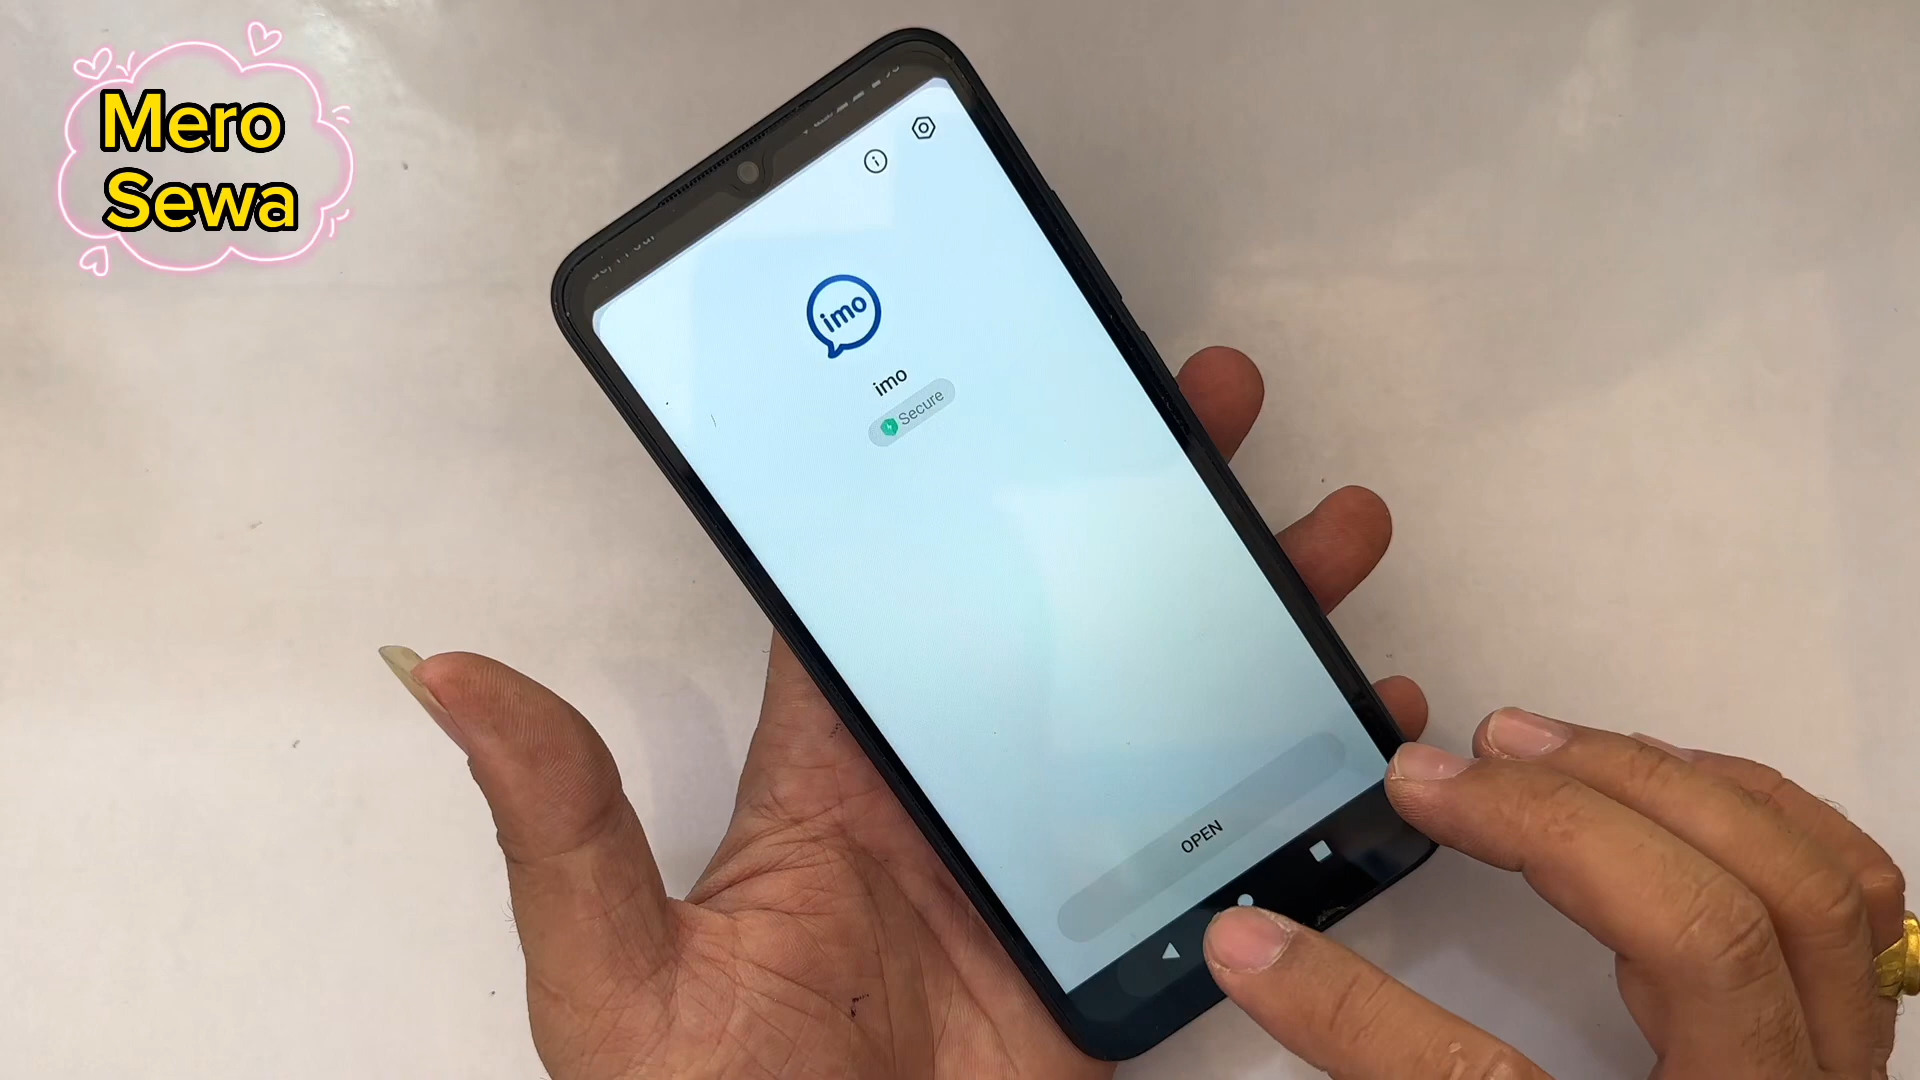 Mero
Sewa
imo
imo
Secure
OPEN